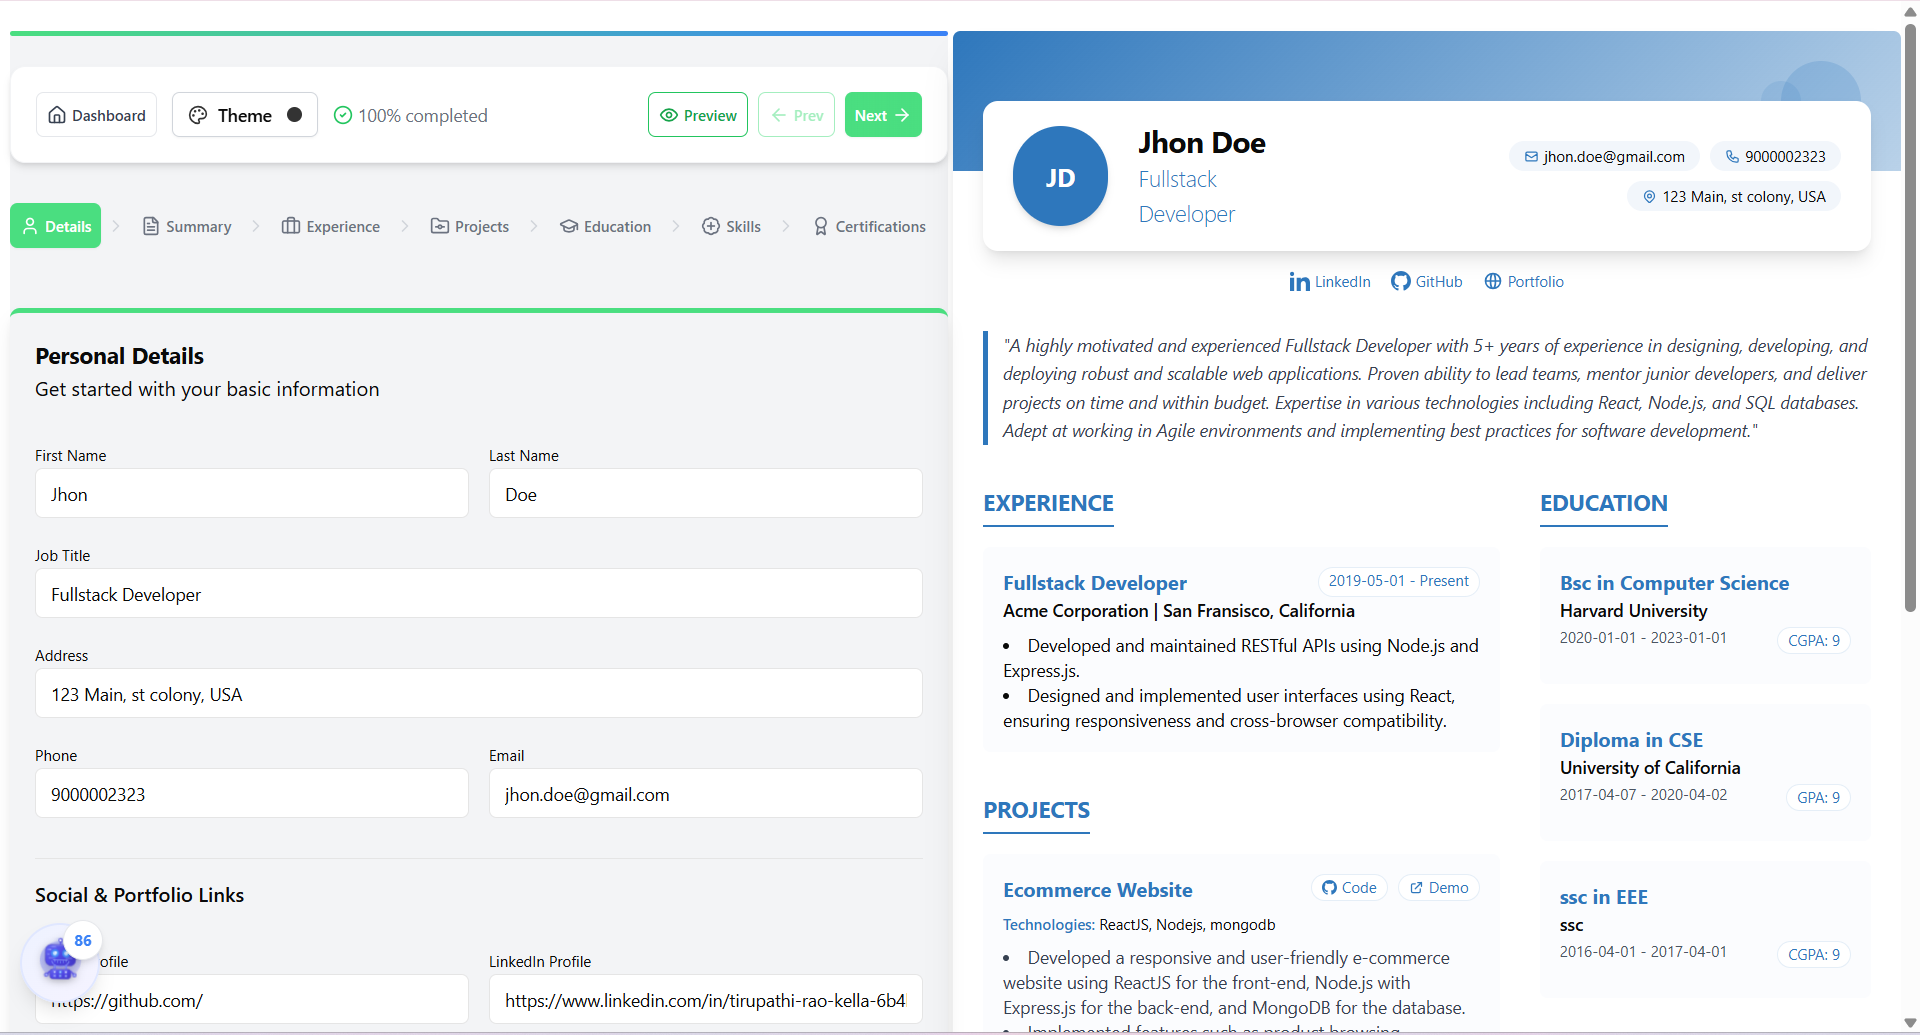 Dashboard
Theme
100% completed
Preview
Prev
Next
Details
Summary
Experience
Projects
Education
Skills
Certifications
Personal Details
Get started with your basic information
First Name
Last Name
Jhon
Doe
Job Title
Fullstack Developer
Address
123 Main, st colony, USA
Phone
Email
9000002323
jhon.doe@gmail.com
Social & Portfolio Links
86
ofile
LinkedIn Profile
https://github.com/
https://www.linkedin.com/in/tirupathi-rao-kella-6b4
JD
Jhon Doe
Fullstack
Developer
jhon.doe@gmail.com
9000002323
123 Main, st colony, USA
LinkedIn
GitHub
Portfolio
"A highly motivated and experienced Fullstack Developer with 5+ years of experience in designing, developing, and
deploying robust and scalable web applications. Proven ability to lead teams, mentor junior developers, and deliver
projects on time and within budget. Expertise in various technologies including React, Node.js, and SQL databases.
Adept at working in Agile environments and implementing best practices for software development."
EXPERIENCE
Fullstack Developer
2019-05-01 - Present
Acme Corporation | San Fransisco, California
• Developed and maintained RESTful APIs using Node.js and
Express.js.
• Designed and implemented user interfaces using React,
ensuring responsiveness and cross-browser compatibility.
PROJECTS
Ecommerce Website
Code
Demo
Technologies: ReactJS, Nodejs, mongodb
• Developed a responsive and user-friendly e-commerce
website using ReactJS for the front-end, Node.js with
Express.js for the back-end, and MongoDB for the database.
• Implemented features such as product browsing,
EDUCATION
Bsc in Computer Science
Harvard University
2020-01-01 - 2023-01-01
CGPA: 9
Diploma in CSE
University of California
2017-04-07 - 2020-04-02
GPA: 9
ssc in EEE
ssc
2016-04-01 - 2017-04-01
CGPA: 9